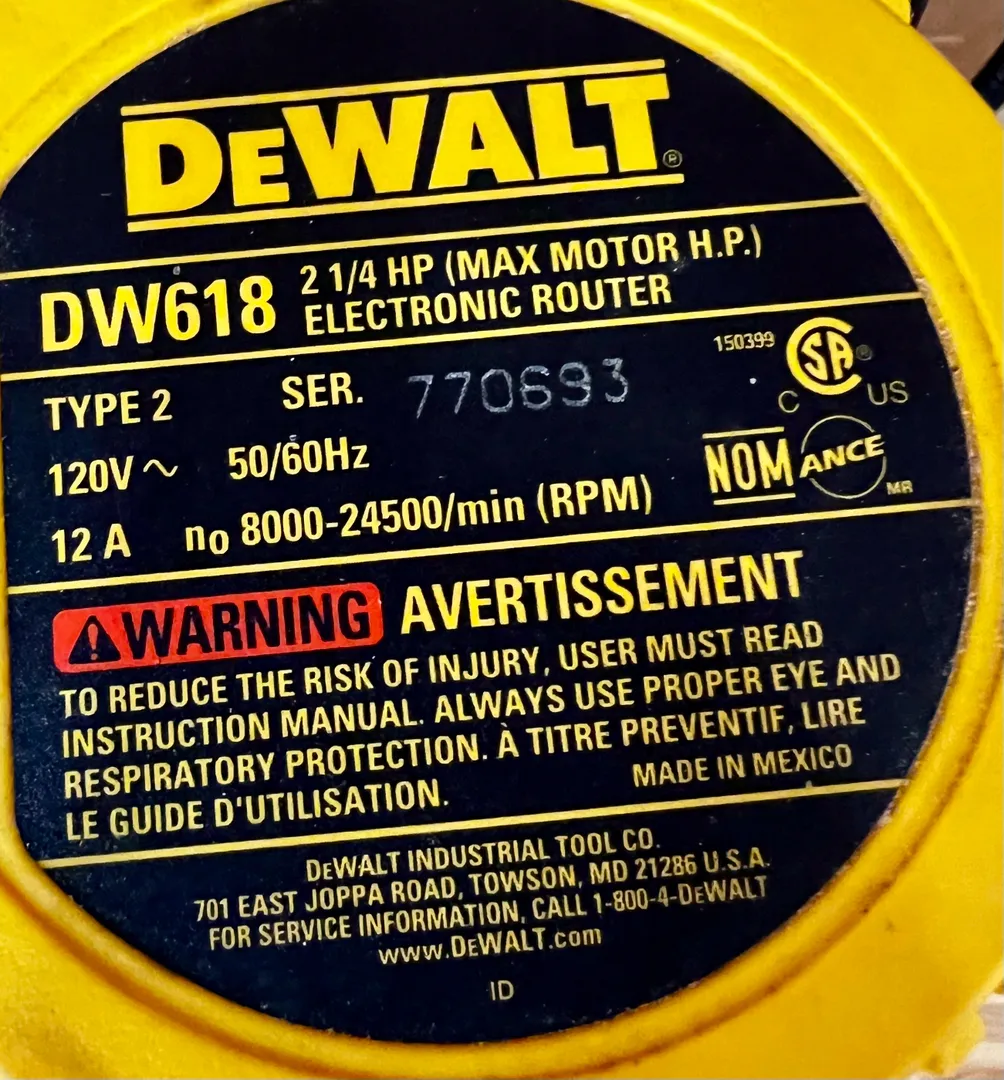 DEWALT®
DW618 2 1/4 HP (MAX MOTOR H.P.)
ELECTRONIC ROUTER
TYPE 2 SER. 770693
150399 SA®
C US
120V ~ 50/60Hz
NOM ANCE MR
12 A no 8000-24500/min (RPM)
WARNING AVERTISSEMENT
TO REDUCE THE RISK OF INJURY, USER MUST READ
INSTRUCTION MANUAL. ALWAYS USE PROPER EYE AND
RESPIRATORY PROTECTION. À TITRE PREVENTIF, LIRE
LE GUIDE D'UTILISATION.
MADE IN MEXICO
DEWALT INDUSTRIAL TOOL CO.
701 EAST JOPPA ROAD, TOWSON, MD 21286 U.S.A.
FOR SERVICE INFORMATION, CALL 1-800-4-DEWALT
www.DEWALT.com
ID